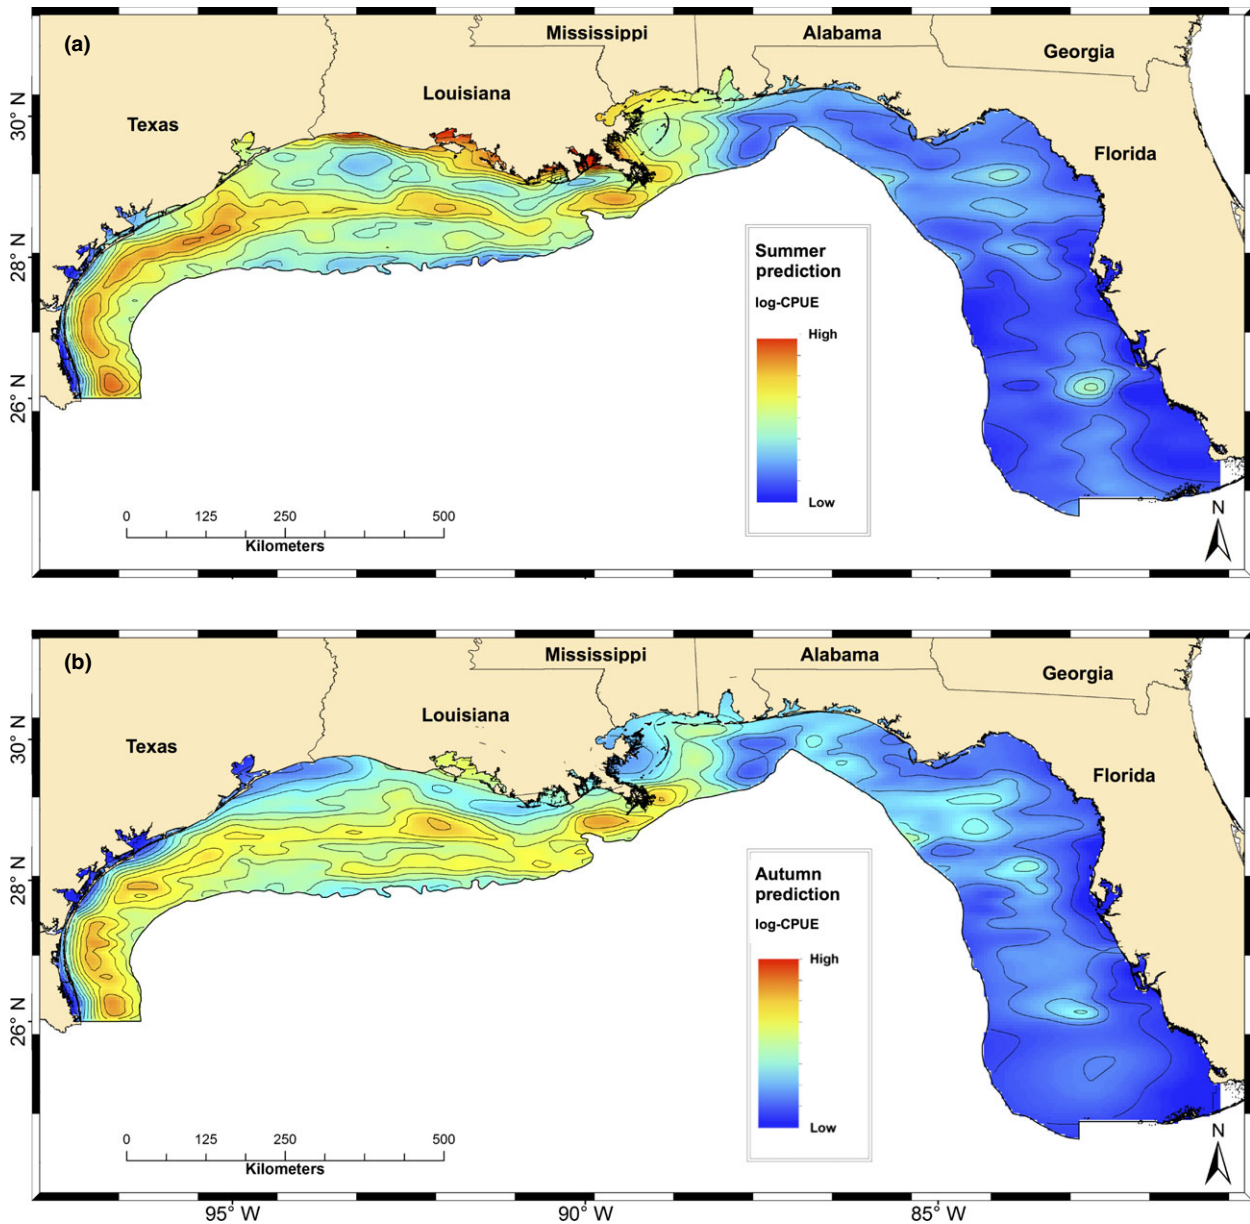 (a)
Mississippi
Alabama
Georgia
Louisiana
Texas
Florida
30° N
28° N
26° N
Summer
prediction
log-CPUE
High
Low
0 125 250 500
Kilometers
N
(b)
Mississippi
Alabama
Georgia
Louisiana
Texas
Florida
30° N
28° N
26° N
Autumn
prediction
log-CPUE
High
Low
0 125 250 500
Kilometers
N
95° W 90° W 85° W